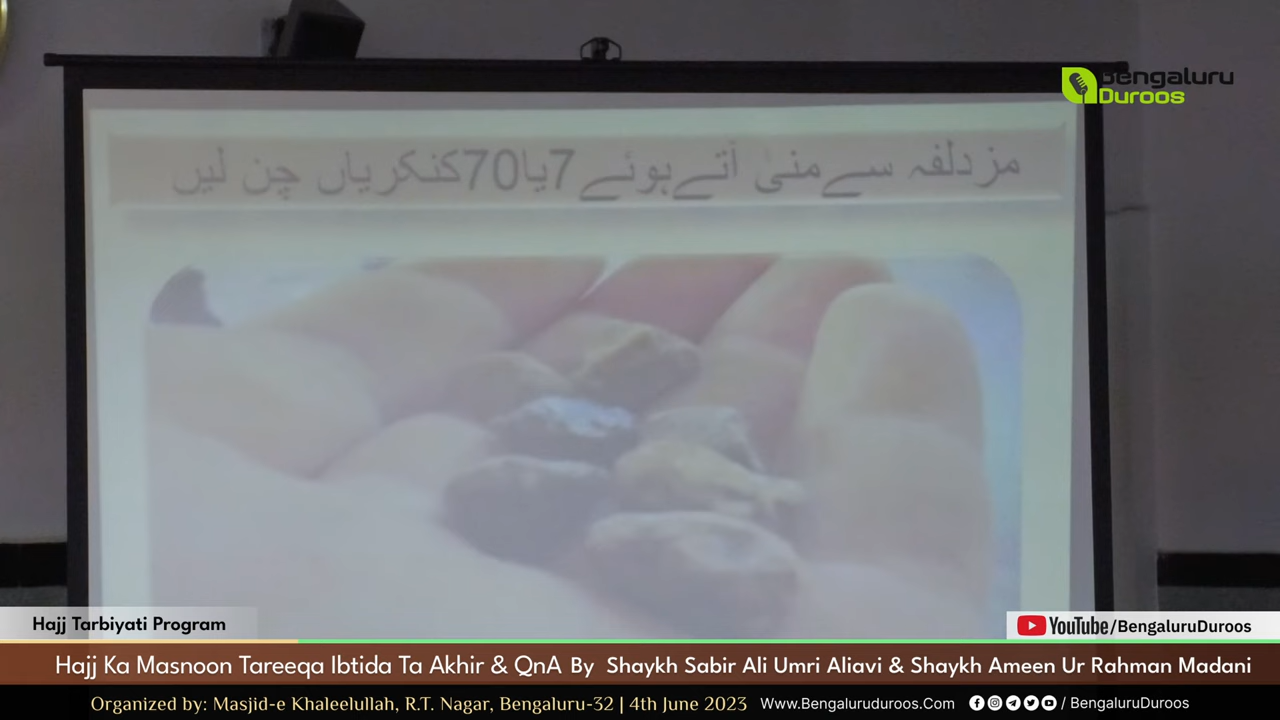 Bengaluru
Duroos
مزدلفہ سے منیٰ آتے ہوئے 7 یا 70 کنکریاں چن لیں
Hajj Tarbiyati Program
YouTube/BengaluruDuroos
Hajj Ka Masnoon Tareeqa Ibtida Ta Akhir & QnA By Shaykh Sabir Ali Umri Aliavi & Shaykh Ameen Ur Rahman Madani
Organized by: Masjid-e Khaleelullah, R.T. Nagar, Bengaluru-32 | 4th June 2023 Www.Bengaluruduroos.Com / BengaluruDuroos